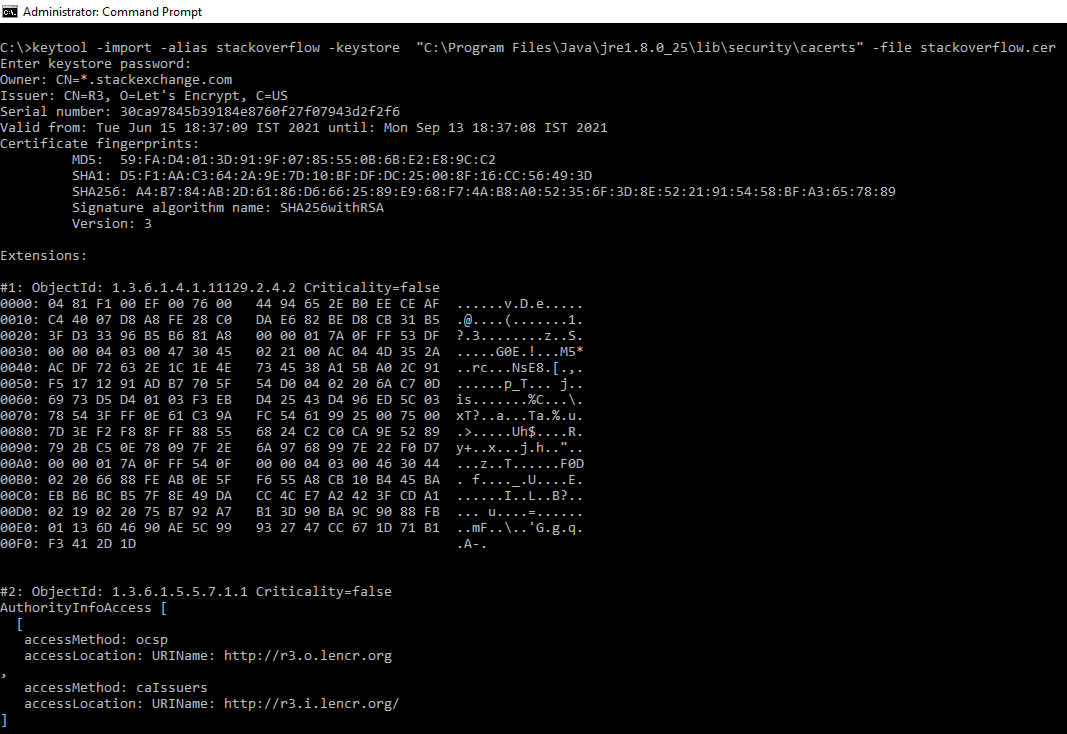 Administrator: Command Prompt
C:\>keytool -import -alias stackoverflow -keystore  "C:\Program Files\Java\jre1.8.0_25\lib\security\cacerts" -file stackoverflow.cer
Enter keystore password:
Owner: CN=*.stackexchange.com
Issuer: CN=R3, O=Let's Encrypt, C=US
Serial number: 30ca97845b39184e8760f27f07943d2f2f6
Valid from: Tue Jun 15 18:37:09 IST 2021 until: Mon Sep 13 18:37:08 IST 2021
Certificate fingerprints:
         MD5:  59:FA:D4:01:3D:91:9F:07:85:55:0B:6B:E2:E8:9C:C2
         SHA1: D5:F1:AA:C3:64:2A:9E:7D:10:BF:DF:DC:25:00:8F:16:CC:56:49:3D
         SHA256: A4:B7:84:AB:2D:61:86:D6:66:25:89:E9:68:F7:4A:B8:A0:52:35:6F:3D:8E:52:21:91:54:58:BF:A3:65:78:89
         Signature algorithm name: SHA256withRSA
         Version: 3
Extensions:
#1: ObjectId: 1.3.6.1.4.1.11129.2.4.2 Criticality=false
0000: 04 81 F1 00 EF 00 76 00   44 94 65 2E B0 EE CE AF  ......v.D.e.....
0010: C4 40 07 D8 A8 FE 28 C0   DA E6 82 BE D8 CB 31 B5  .@....(.......1.
0020: 3F D3 33 96 B5 B6 81 A8   00 00 01 7A 0F FF 53 DF  ?.3........z..S.
0030: 00 00 04 03 00 47 30 45   02 21 00 AC 04 4D 35 2A  .....G0E.!...M5*
0040: AC DF 72 63 2E 1C 1E 4E   73 45 38 A1 5B A0 2C 91  ..rc...NsE8.[.,.
0050: F5 17 12 91 AD B7 70 5F   54 D0 04 02 20 6A C7 0D  ......p_T... j..
0060: 69 73 D5 D4 01 03 F3 EB   D4 25 43 D4 96 ED 5C 03  is.......%C...\.
0070: 78 54 3F FF 0E 61 C3 9A   FC 54 61 99 25 00 75 00  xT?..a...Ta.%.u.
0080: 7D 3E F2 F8 8F FF 88 55   68 24 C2 C0 CA 9E 52 89  .>.....Uh$....R.
0090: 79 2B C5 0E 78 09 7F 2E   6A 97 68 99 7E 22 F0 D7  y+..x...j.h.."..
00A0: 00 00 01 7A 0F FF 54 0F   00 00 04 03 00 46 30 44  ...z..T......F0D
00B0: 02 20 66 88 FE AB 0E 5F   F6 55 A8 CB 10 B4 45 BA  . f...._.U....E.
00C0: EB B6 BC B5 7F 8E 49 DA   CC 4C E7 A2 42 3F CD A1  ......I..L..B?..
00D0: 02 19 02 20 75 B7 92 A7   B1 3D 90 BA 9C 90 88 FB  ... u....=......
00E0: 01 13 6D 46 90 AE 5C 99   93 27 47 CC 67 1D 71 B1  ..mF..\..'G.g.q.
00F0: F3 41 2D 1D                                        .A-.
#2: ObjectId: 1.3.6.1.5.5.7.1.1 Criticality=false
AuthorityInfoAccess [
  [
   accessMethod: ocsp
   accessLocation: URIName: http://r3.o.lencr.org
,
   accessMethod: caIssuers
   accessLocation: URIName: http://r3.i.lencr.org/
]